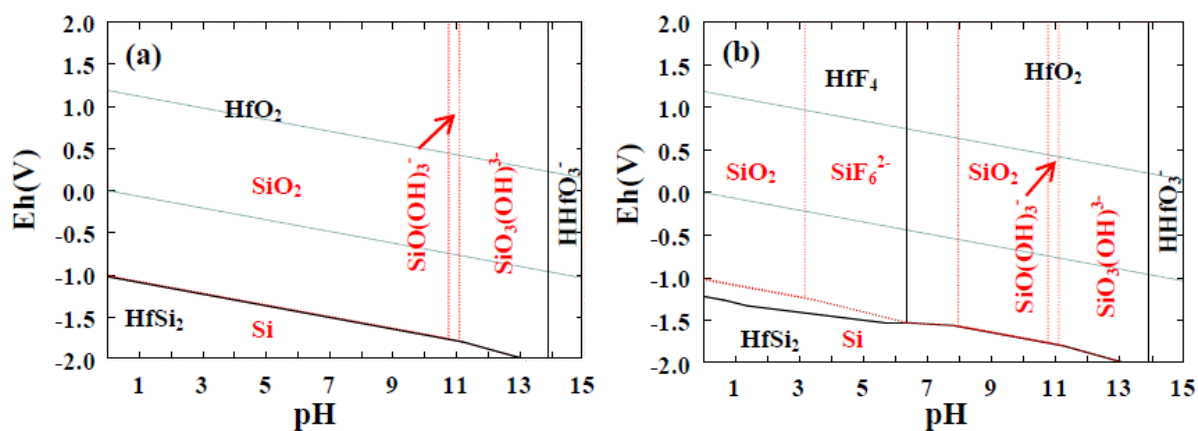 (a)
Eh(V)
2.0
1.5
1.0
0.5
0.0
-0.5
-1.0
-1.5
-2.0
HfO₂
SiO₂
SiO(OH)₃⁻
SiO₃(OH)³⁻
HHfO₃⁻
HfSi₂
Si
1 3 5 7 9 11 13 15
pH
(b)
Eh(V)
2.0
1.5
1.0
0.5
0.0
-0.5
-1.0
-1.5
-2.0
HfF₄
HfO₂
SiO₂
SiF₆²⁻
SiO₂
SiO(OH)₃⁻
SiO₃(OH)³⁻
HHfO₃⁻
HfSi₂
Si
1 3 5 7 9 11 13 15
pH